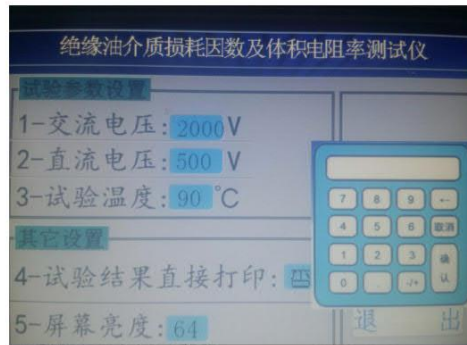 绝缘油介质损耗因数及体积电阻率测试仪
试验参数设置
1-交流电压: 2000 V
2-直流电压: 500 V
3-试验温度: 90 °C
7 8 9 ←
4 5 6 取消
1 2 3 确认
0 . -/+
其它设置
4-试验结果直接打印:
5-屏幕亮度: 64
退 出